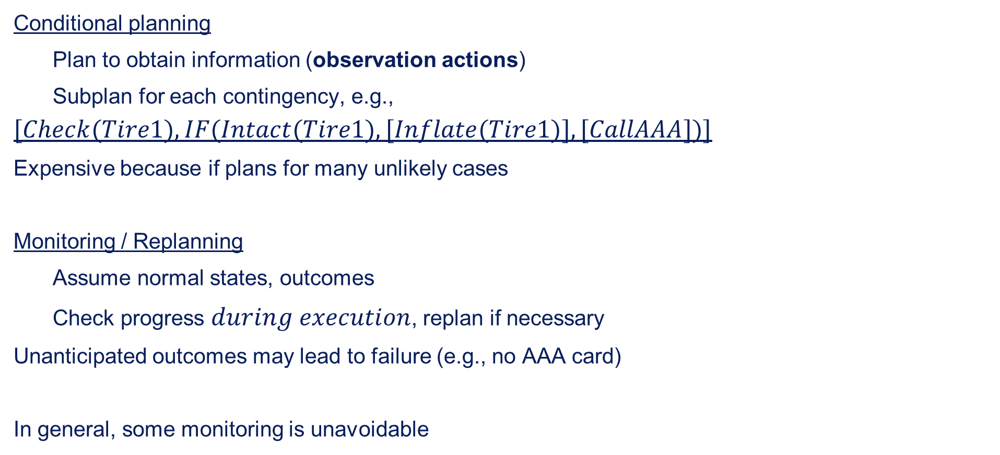 Conditional planning
Plan to obtain information (observation actions)
Subplan for each contingency, e.g.,
[Check(Tire1), IF(Intact(Tire1), [Inflate(Tire1)], [CallAAA])]
Expensive because if plans for many unlikely cases
Monitoring / Replanning
Assume normal states, outcomes
Check progress during execution, replan if necessary
Unanticipated outcomes may lead to failure (e.g., no AAA card)
In general, some monitoring is unavoidable